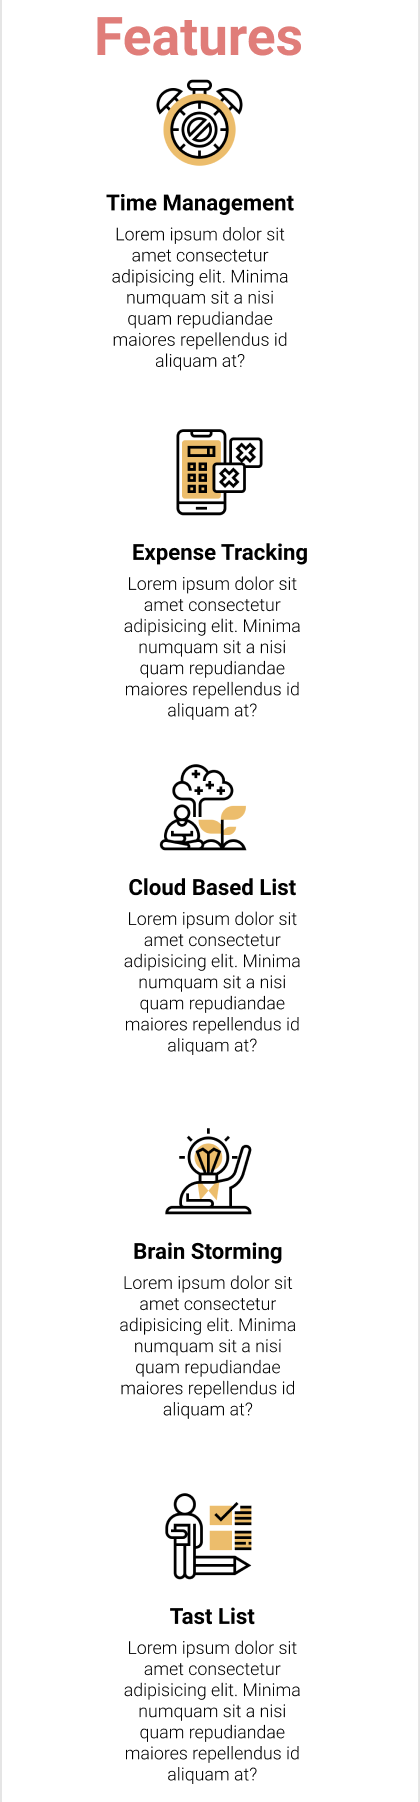 Features
Time Management
Lorem ipsum dolor sit
amet consectetur
adipisicing elit. Minima
numquam sit a nisi
quam repudiandae
maiores repellendus id
aliquam at?
Expense Tracking
Lorem ipsum dolor sit
amet consectetur
adipisicing elit. Minima
numquam sit a nisi
quam repudiandae
maiores repellendus id
aliquam at?
Cloud Based List
Lorem ipsum dolor sit
amet consectetur
adipisicing elit. Minima
numquam sit a nisi
quam repudiandae
maiores repellendus id
aliquam at?
Brain Storming
Lorem ipsum dolor sit
amet consectetur
adipisicing elit. Minima
numquam sit a nisi
quam repudiandae
maiores repellendus id
aliquam at?
Tast List
Lorem ipsum dolor sit
amet consectetur
adipisicing elit. Minima
numquam sit a nisi
quam repudiandae
maiores repellendus id
aliquam at?